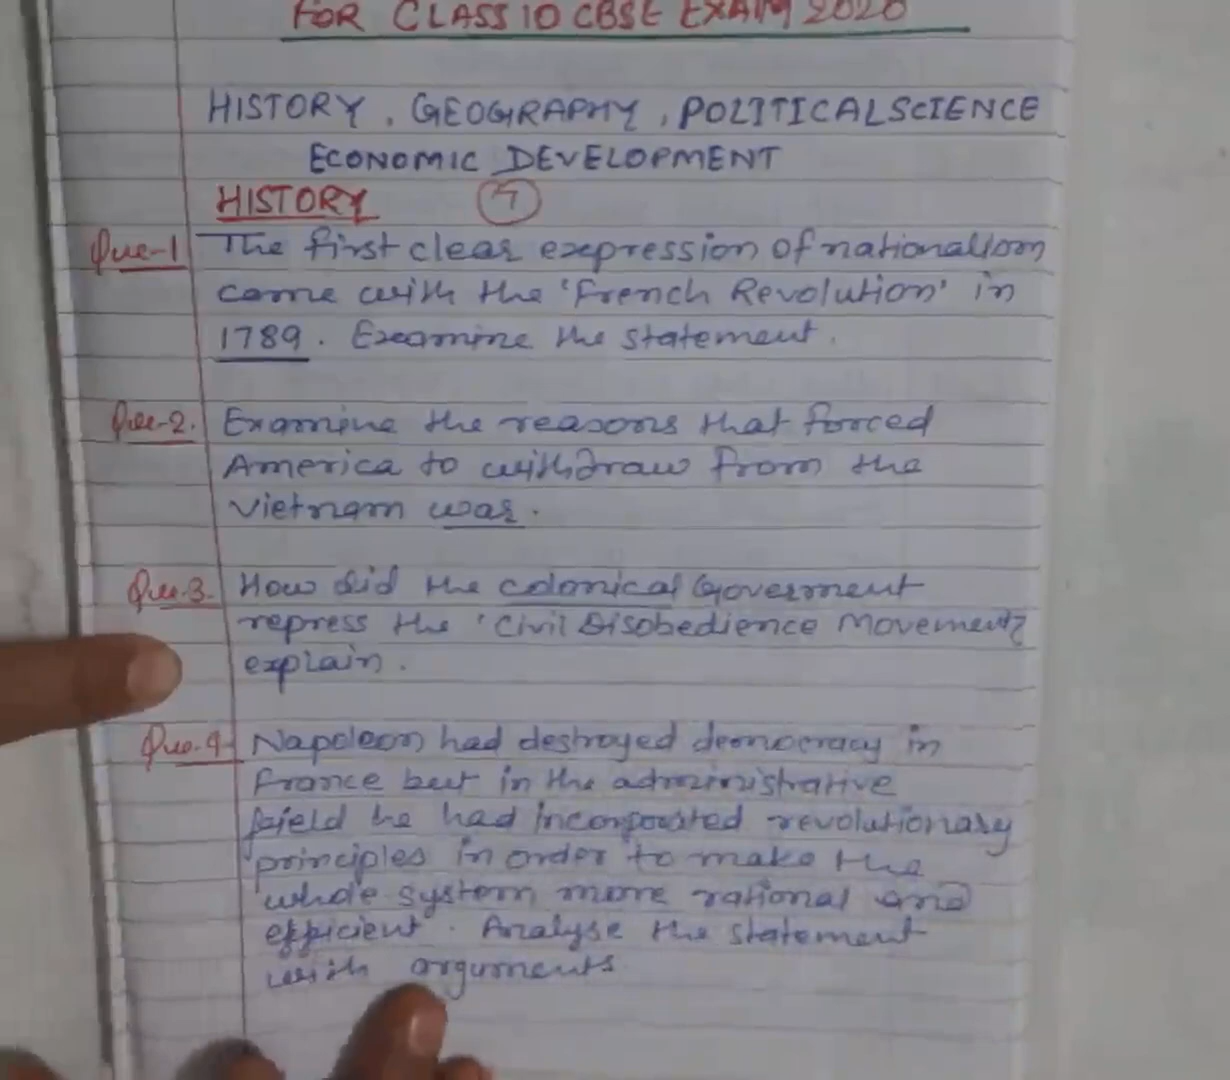 FOR CLASS 10 CBSE EXAM 2020
HISTORY, GEOGRAPHY, POLITICAL SCIENCE
ECONOMIC DEVELOPMENT
HISTORY 7
Que-1 The first clear expression of nationalism
came with the 'French Revolution' in
1789. Examine the statement.
Que-2. Examine the reasons that forced
America to withdraw from the
Vietnam war.
Que.3. How did the colonical Government
repress the 'Civil Disobedience Movement?
explain.
Que.4 Napoleon had destroyed democracy in
France but in the administrative
field he had incorporated revolutionary
principles in order to make the
whole system more rational and
efficient. Analyse the statement
with arguments